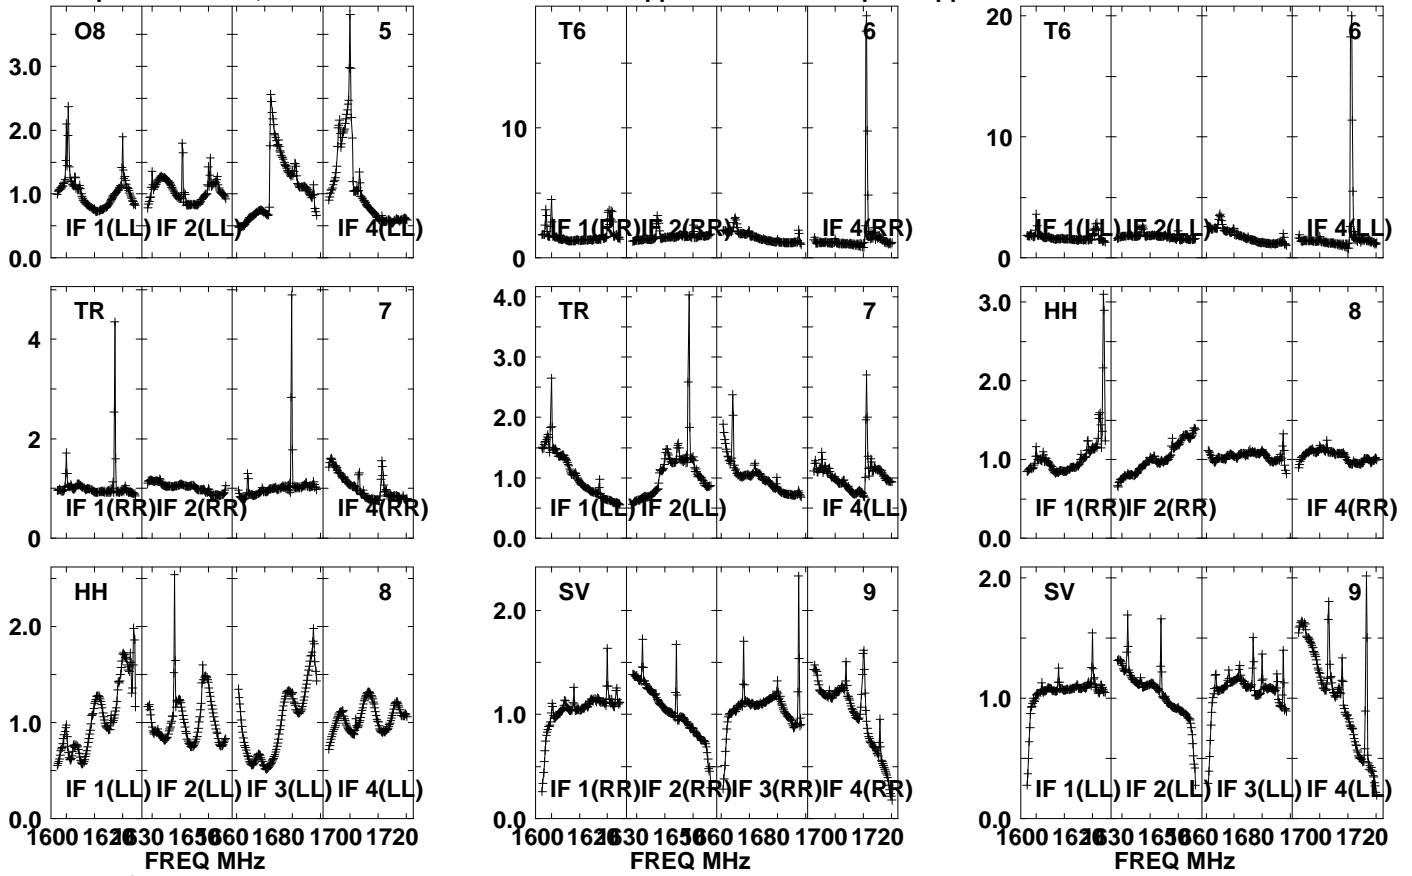 O8 5 T6 6 T6 6
3.0 2.0 1.0 0.0
10 0
20 10 0
IF 1(LL) IF 2(LL) IF 4(LL) IF 1(RR) IF 2(RR) IF 4(RR) IF 1(LL) IF 2(LL) IF 4(LL)
TR 7 TR 7 HH 8
4 2 0
4.0 3.0 2.0 1.0 0.0
3.0 2.0 1.0 0.0
IF 1(RR) IF 2(RR) IF 4(RR) IF 1(LL) IF 2(LL) IF 4(LL) IF 1(RR) IF 2(RR) IF 4(RR)
HH 8 SV 9 SV 9
2.0 1.0 0.0
2.0 1.0 0.0
2.0 1.0 0.0
IF 1(LL) IF 2(LL) IF 3(LL) IF 4(LL) IF 1(RR) IF 2(RR) IF 3(RR) IF 4(RR) IF 1(LL) IF 2(LL) IF 3(LL) IF 4(LL)
1600 1620 1630 1650 1660 1680 1700 1720 1600 1620 1630 1650 1660 1680 1700 1720 1600 1620 1630 1650 1660 1680 1700 1720
FREQ MHz FREQ MHz FREQ MHz